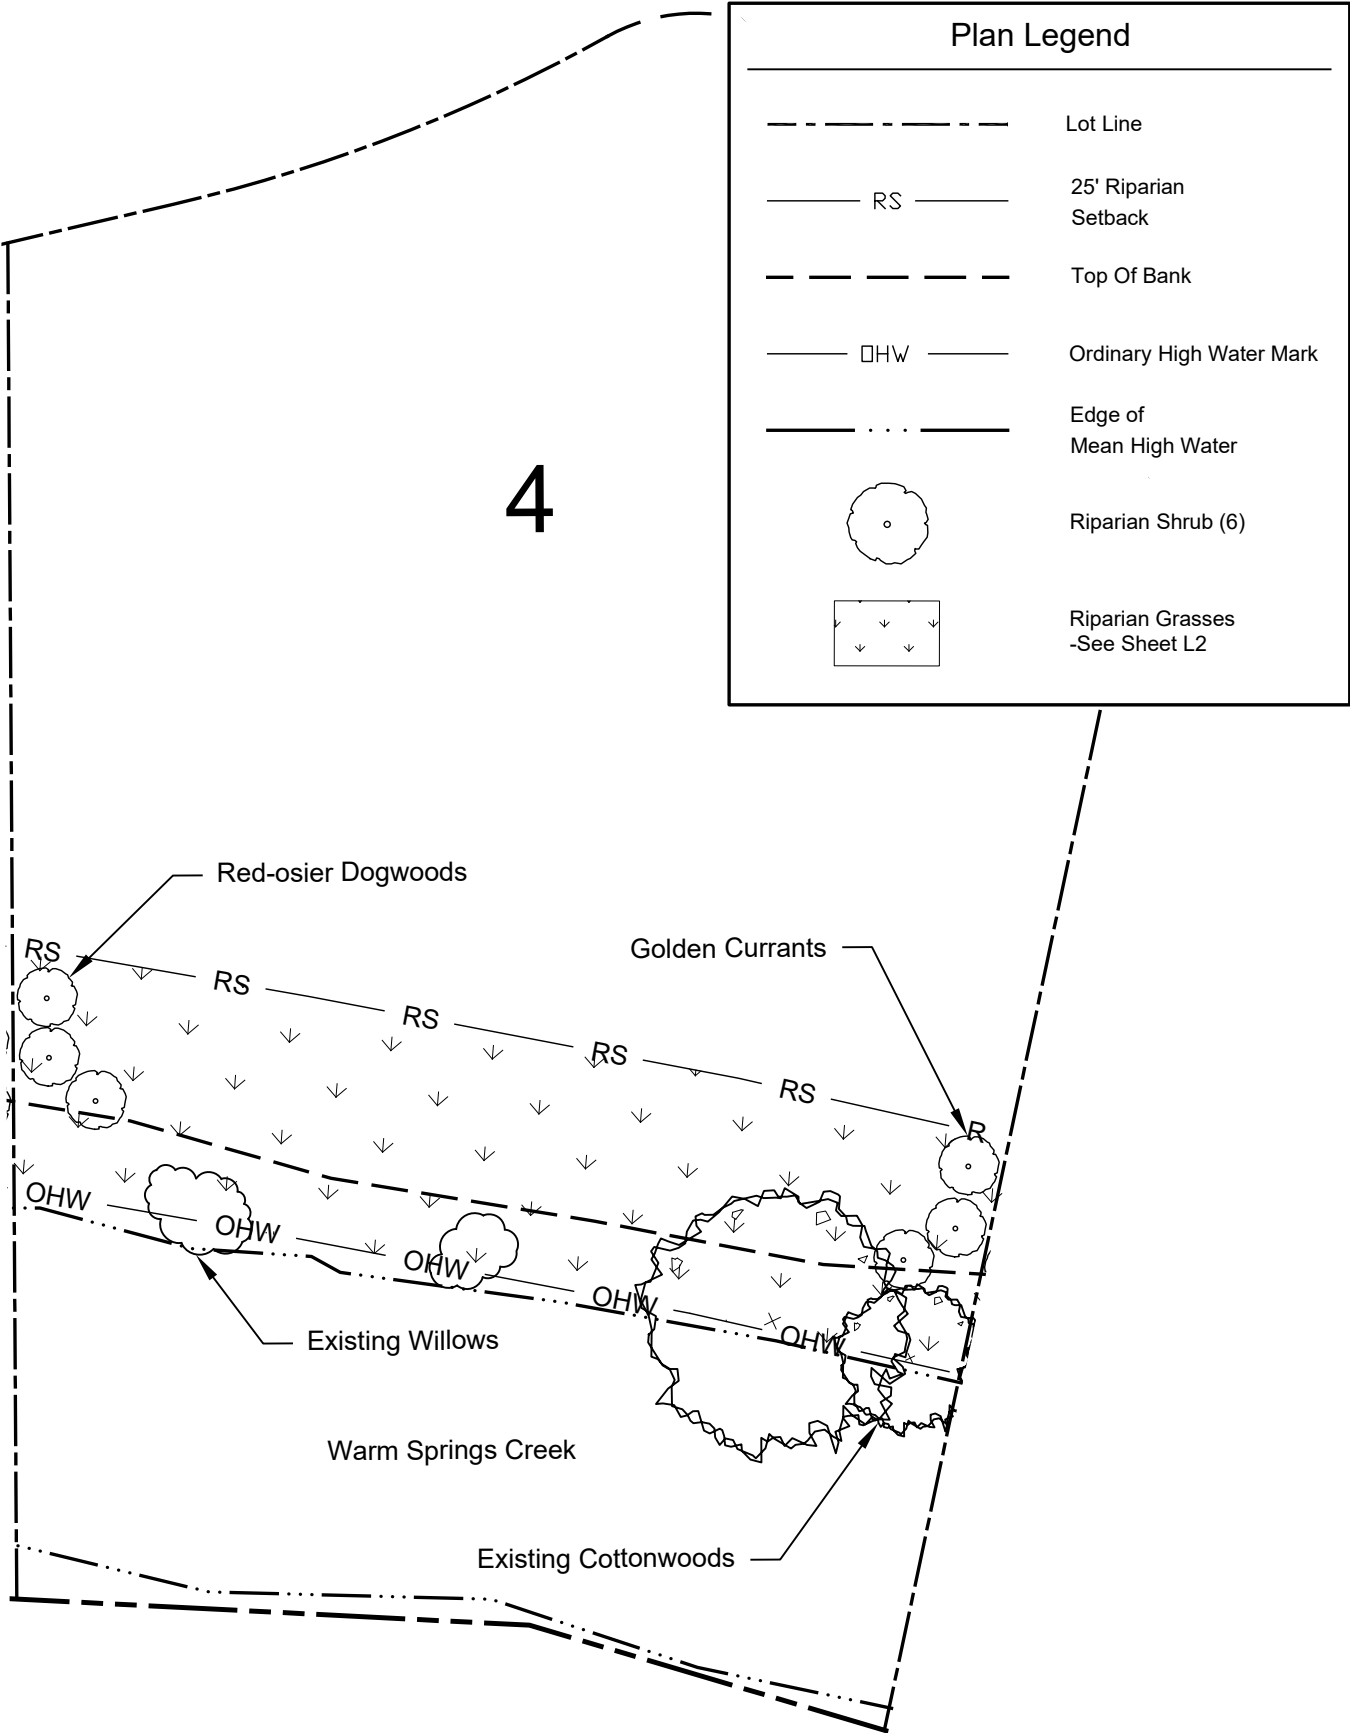 Plan Legend
Lot Line
RS
25' Riparian
Setback
Top Of Bank
OHW
Ordinary High Water Mark
Edge of
Mean High Water
Riparian Shrub (6)
Riparian Grasses
-See Sheet L2
4
Red-osier Dogwoods
Golden Currants
RS
RS
RS
RS
RS
R
OHW
OHW
OHW
OHW
OHW
Existing Willows
Warm Springs Creek
Existing Cottonwoods